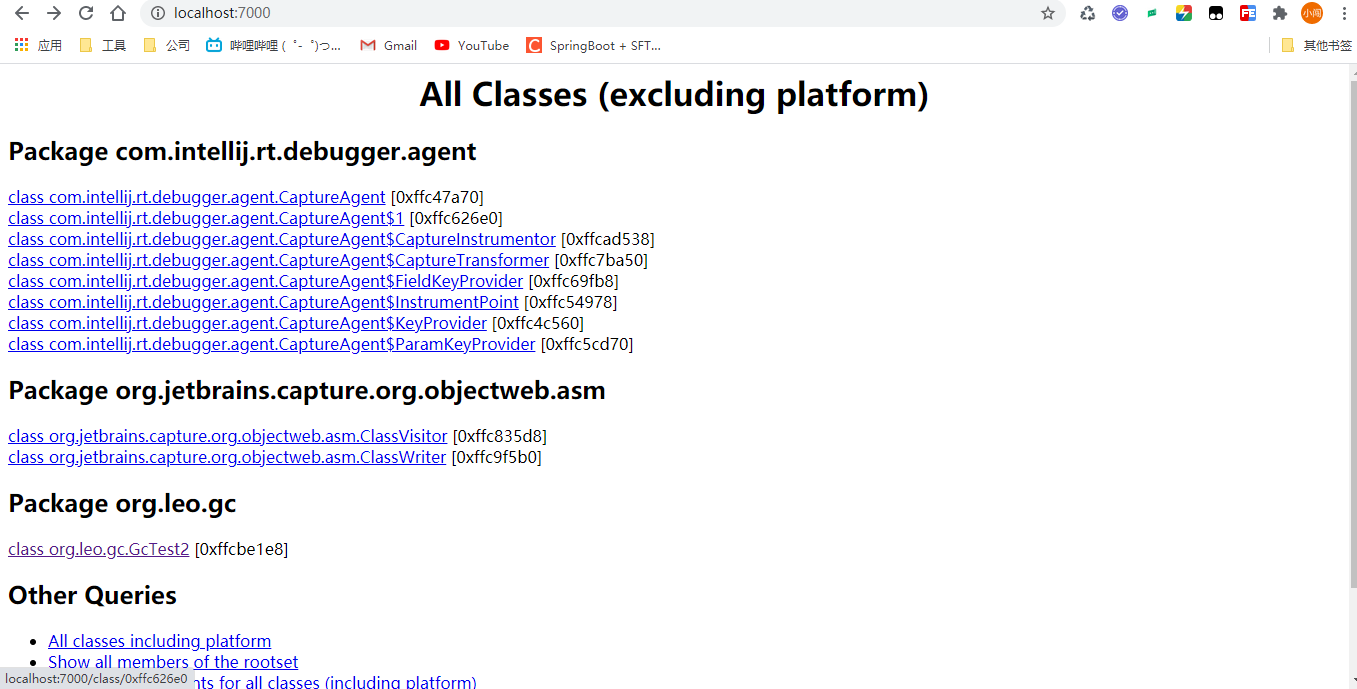 localhost:7000
小闯
应用 工具 公司 哔哩哔哩 ( ゜- ゜)つ... Gmail YouTube SpringBoot + SFT... 其他书签
All Classes (excluding platform)
Package com.intellij.rt.debugger.agent
class com.intellij.rt.debugger.agent.CaptureAgent [0xffc47a70]
class com.intellij.rt.debugger.agent.CaptureAgent$1 [0xffc626e0]
class com.intellij.rt.debugger.agent.CaptureAgent$CaptureInstrumentor [0xffcad538]
class com.intellij.rt.debugger.agent.CaptureAgent$CaptureTransformer [0xffc7ba50]
class com.intellij.rt.debugger.agent.CaptureAgent$FieldKeyProvider [0xffc69fb8]
class com.intellij.rt.debugger.agent.CaptureAgent$InstrumentPoint [0xffc54978]
class com.intellij.rt.debugger.agent.CaptureAgent$KeyProvider [0xffc4c560]
class com.intellij.rt.debugger.agent.CaptureAgent$ParamKeyProvider [0xffc5cd70]
Package org.jetbrains.capture.org.objectweb.asm
class org.jetbrains.capture.org.objectweb.asm.ClassVisitor [0xffc835d8]
class org.jetbrains.capture.org.objectweb.asm.ClassWriter [0xffc9f5b0]
Package org.leo.gc
class org.leo.gc.GcTest2 [0xffcbe1e8]
Other Queries
All classes including platform
Show all members of the rootset
localhost:7000/class/0xffc626e0 nts for all classes (including platform)